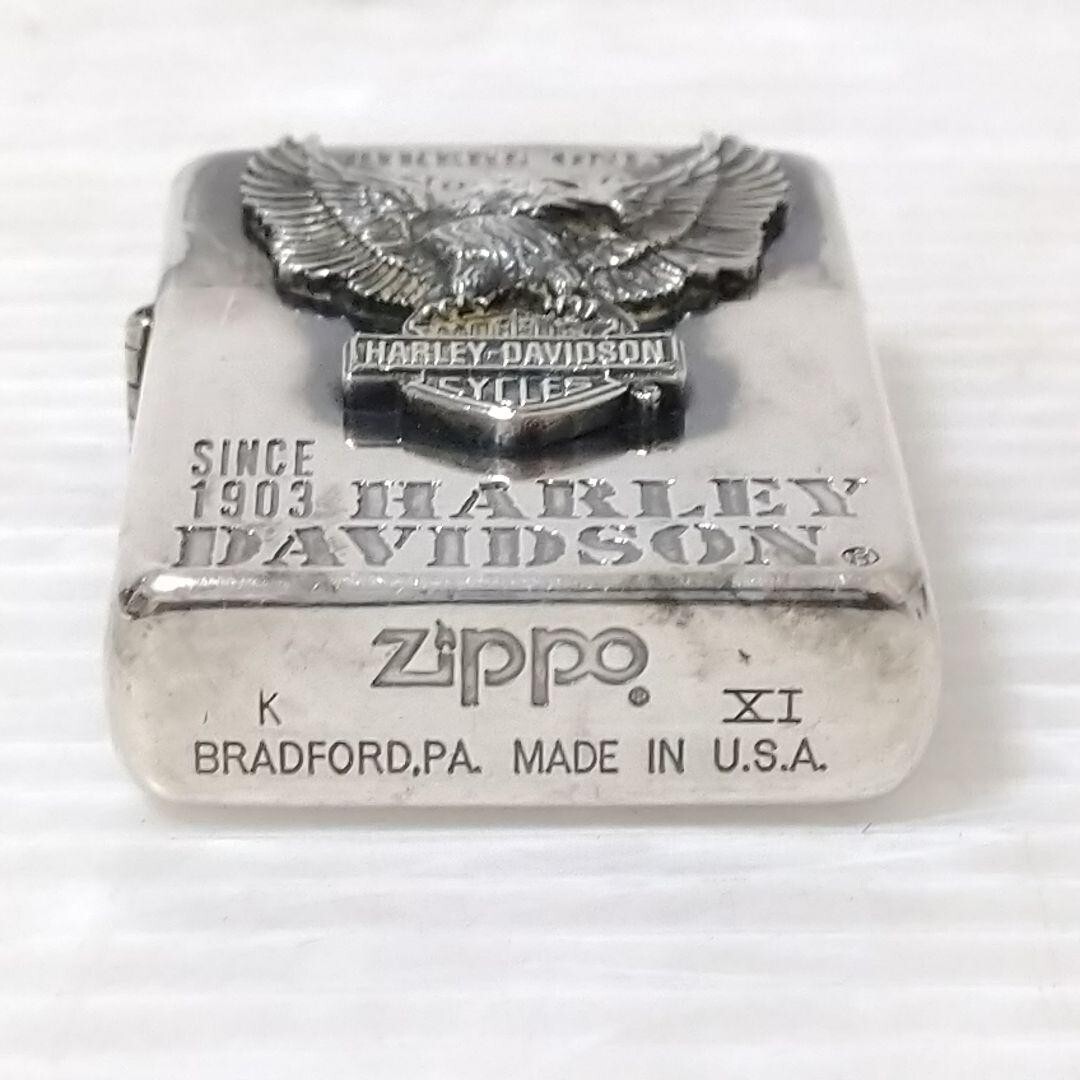 HARLEY-DAVIDSON
CYCLES
SINCE
1903 HARLEY
DAVIDSON.®
Zippo®
K XI
BRADFORD,PA. MADE IN U.S.A.